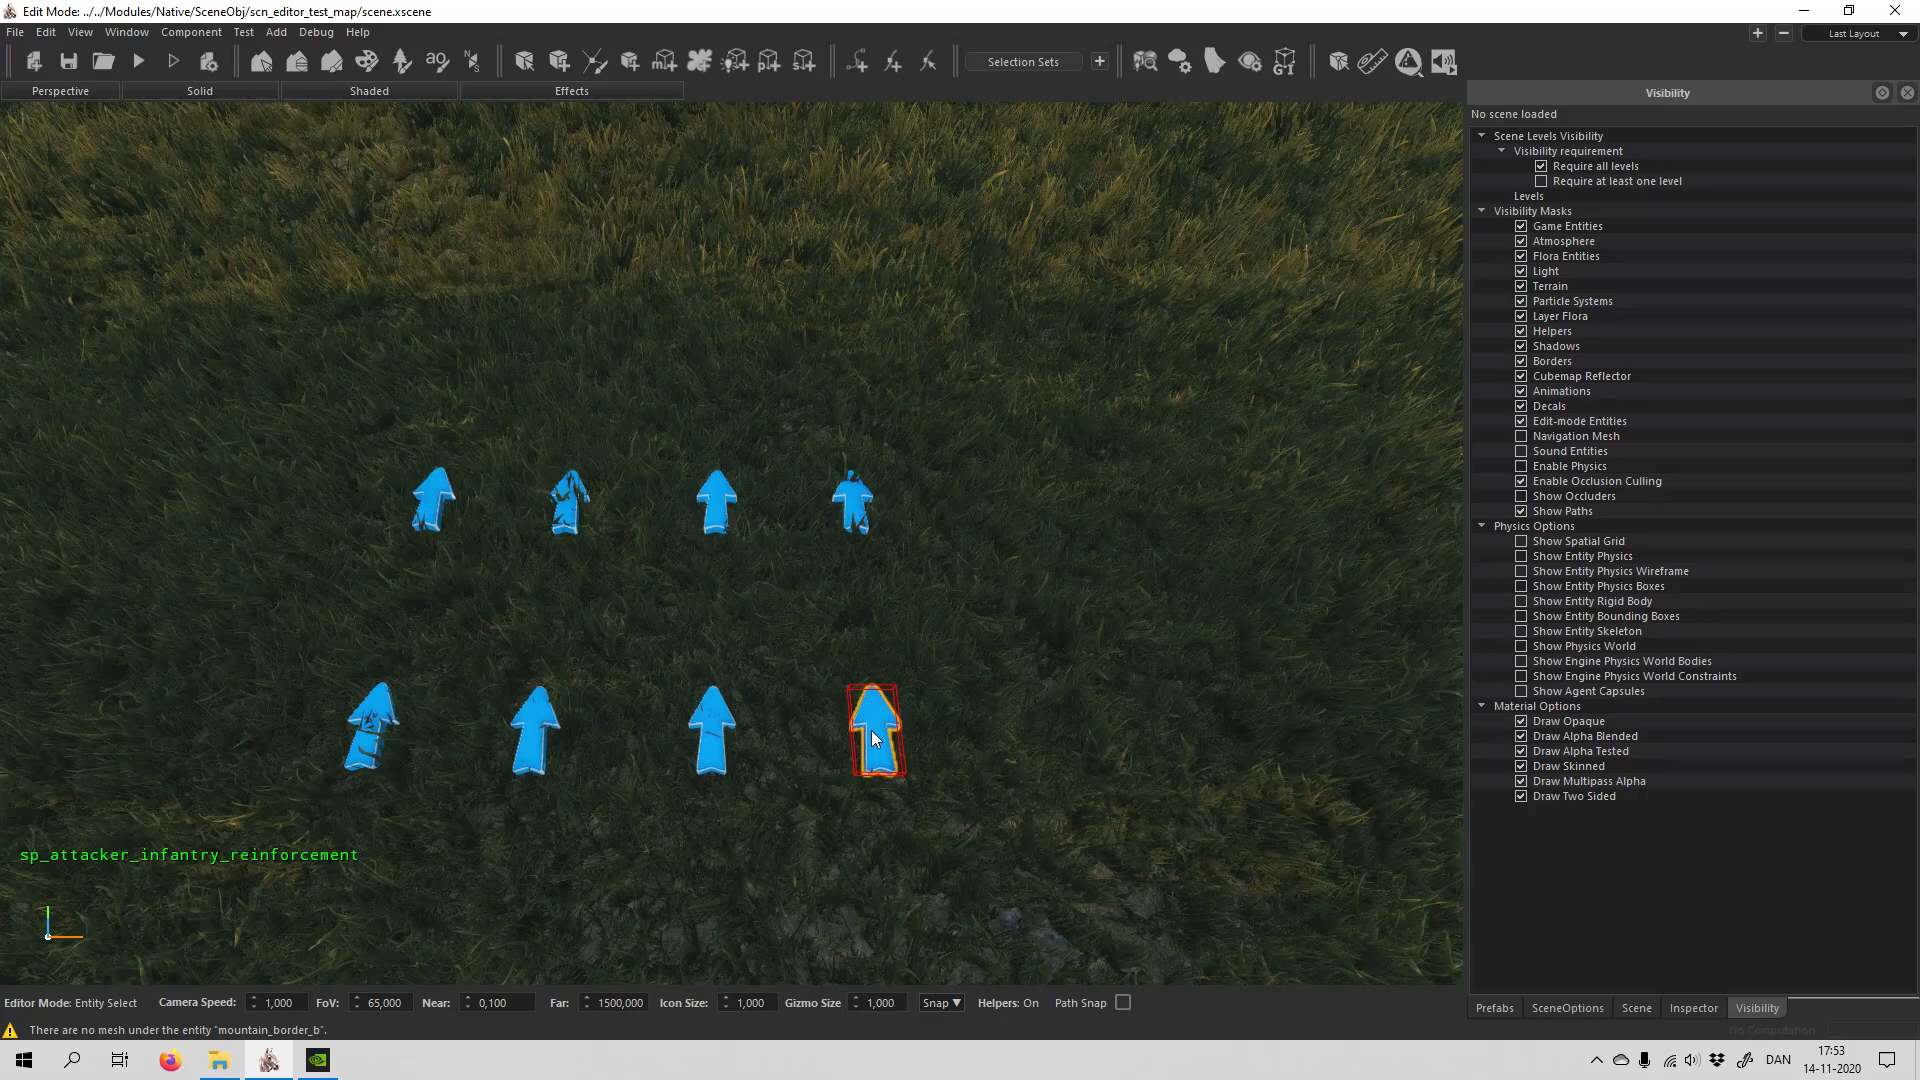 Edit Mode: ../../Modules/Native/SceneObj/scn_editor_test_map/scene.xscene
File Edit View Window Component Test Add Debug Help
Last Layout
Selection Sets
Perspective Solid Shaded Effects
Visibility
No scene loaded
Scene Levels Visibility
Visibility requirement
Require all levels
Require at least one level
Levels
Visibility Masks
Game Entities
Atmosphere
Flora Entities
Light
Terrain
Particle Systems
Layer Flora
Helpers
Shadows
Borders
Cubemap Reflector
Animations
Decals
Edit-mode Entities
Navigation Mesh
Sound Entities
Enable Physics
Enable Occlusion Culling
Show Occluders
Show Paths
Physics Options
Show Spatial Grid
Show Entity Physics
Show Entity Physics Wireframe
Show Entity Physics Boxes
Show Entity Rigid Body
Show Entity Bounding Boxes
Show Entity Skeleton
Show Physics World
Show Engine Physics World Bodies
Show Engine Physics World Constraints
Show Agent Capsules
Material Options
Draw Opaque
Draw Alpha Blended
Draw Alpha Tested
Draw Skinned
Draw Multipass Alpha
Draw Two Sided
sp_attacker_infantry_reinforcement
Editor Mode: Entity Select Camera Speed: 1,000 FoV: 65,000 Near: 0,100 Far: 1500,000 Icon Size: 1,000 Gizmo Size 1,000 Snap Helpers: On Path Snap
Prefabs SceneOptions Scene Inspector Visibility
There are no mesh under the entity "mountain_border_b".
No Computation
DAN
17:53
14-11-2020